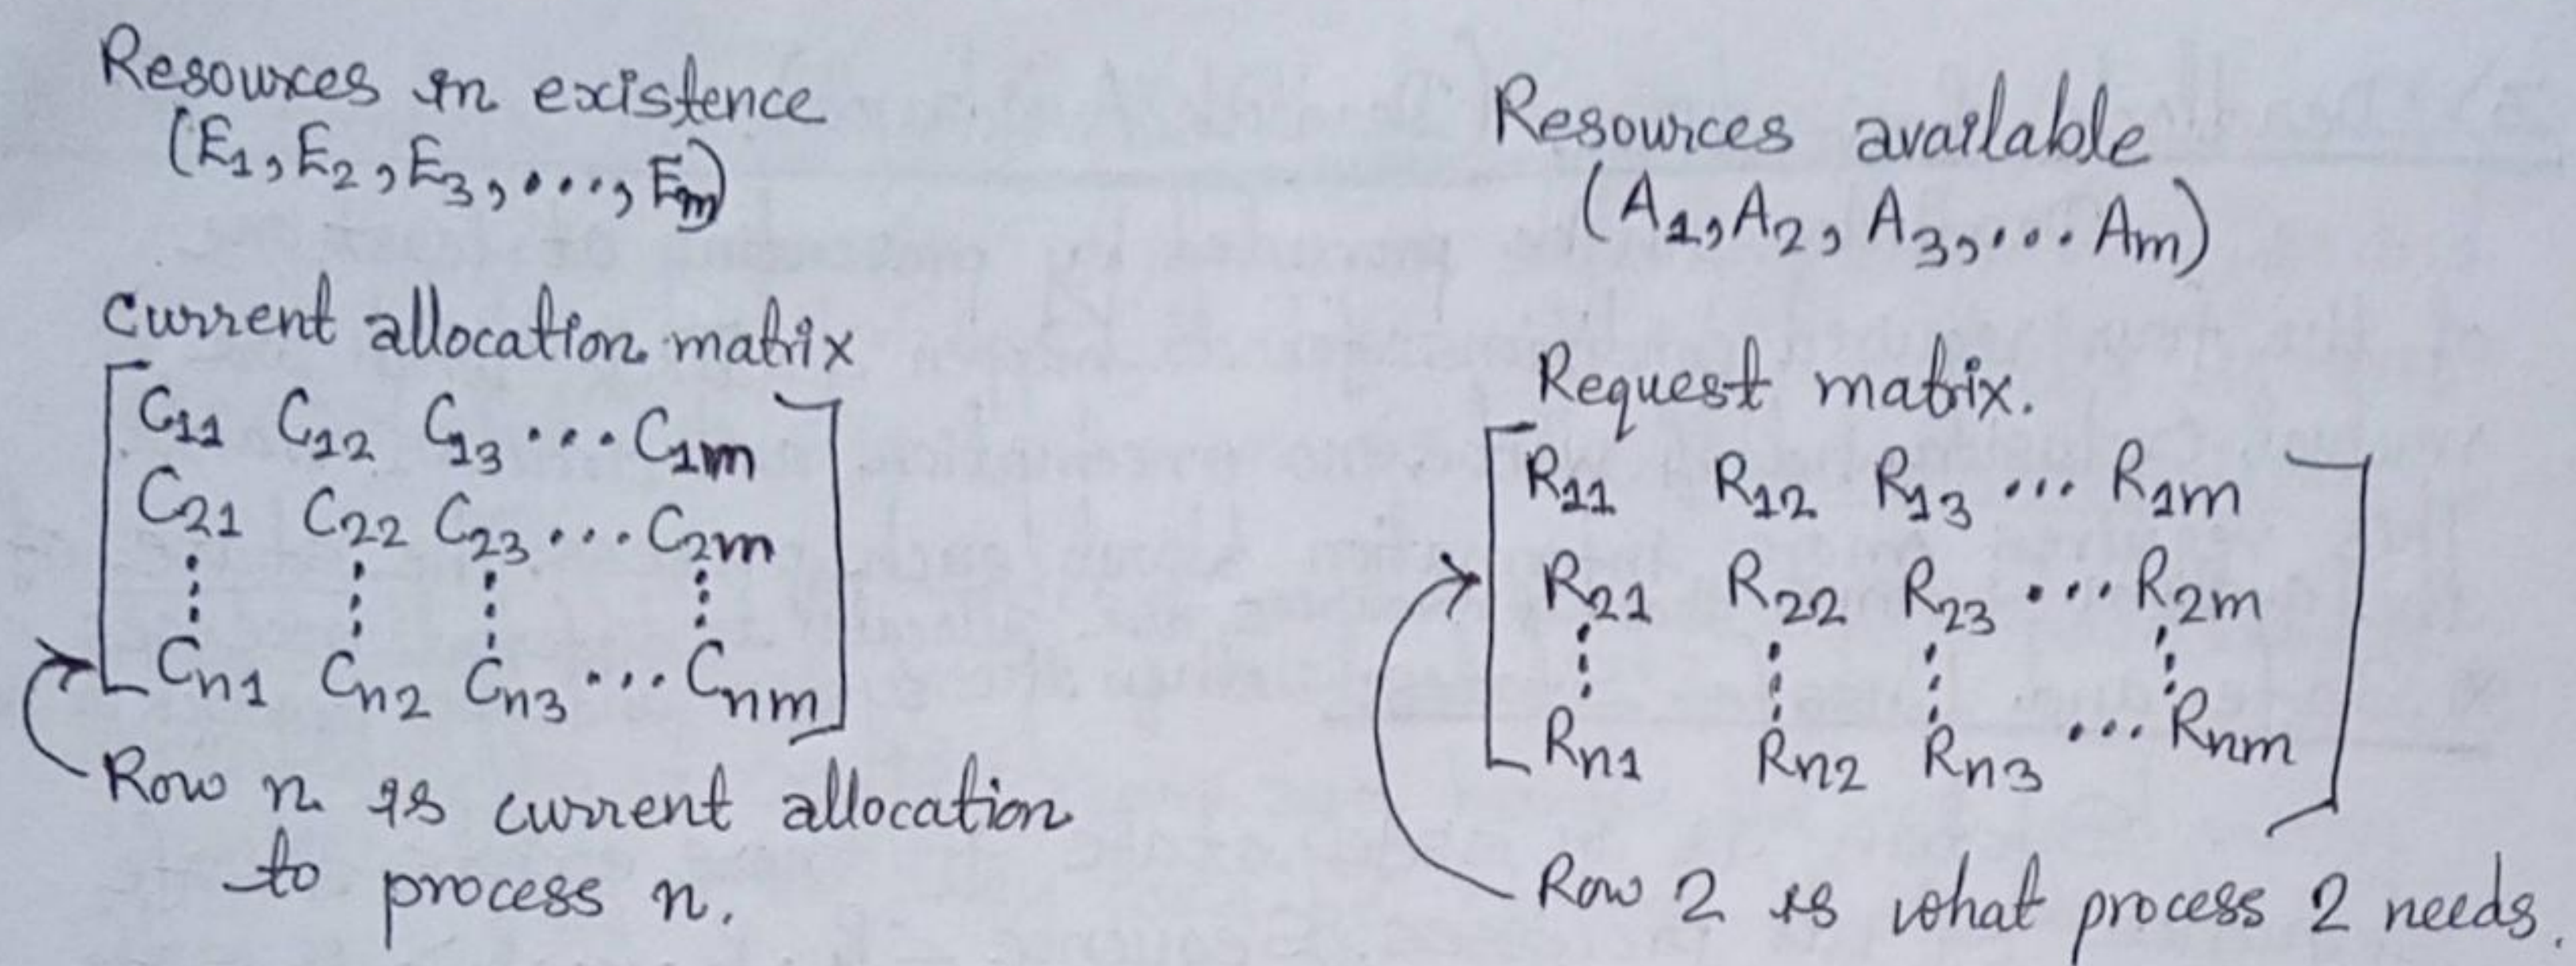 Resources in existence
(E1, E2, E3, ...., Em)
Current allocation matrix
C11 C12 C13 ... C1m
C21 C22 C23 ... C2m
Cn1 Cn2 Cn3 ... Cnm
Row n is current allocation
to process n.
Resources available
(A1, A2, A3, ... Am)
Request matrix.
R11 R12 R13 ... R1m
R21 R22 R23 ... R2m
Rn1 Rn2 Rn3 ... Rnm
Row 2 is what process 2 needs.